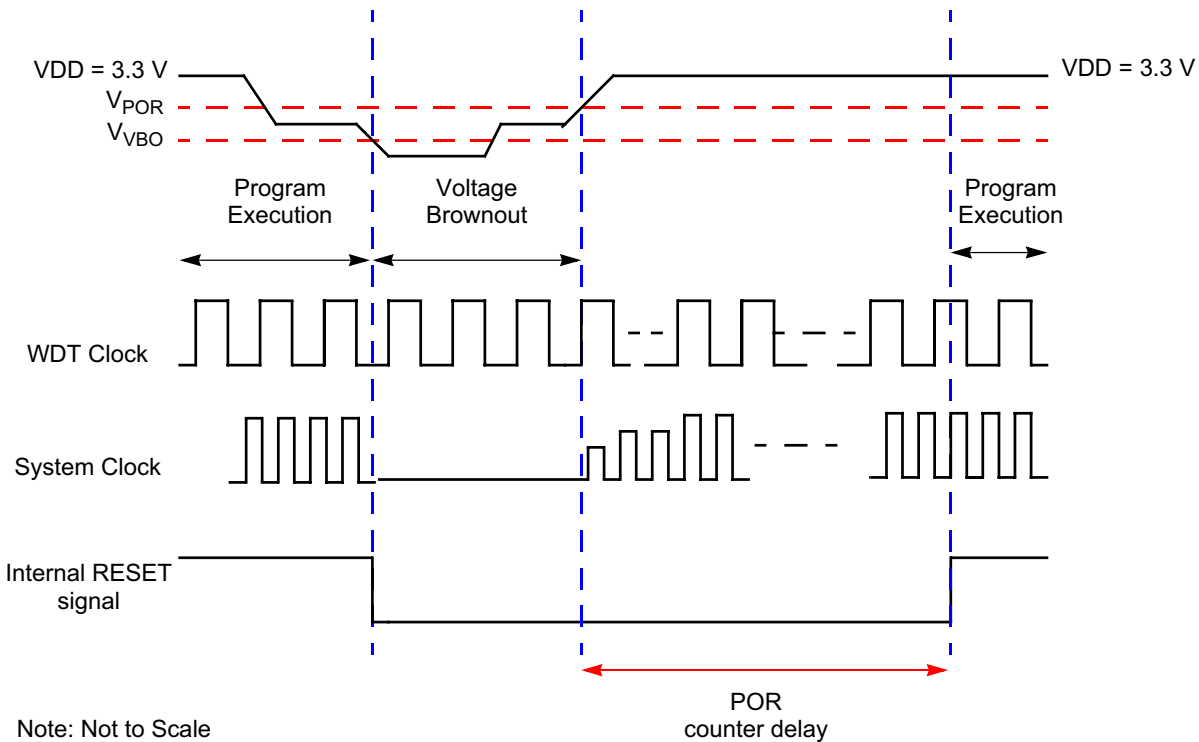 VDD = 3.3 V
VDD = 3.3 V
VPOR
VVBO
Program
Execution
Voltage
Brownout
Program
Execution
WDT Clock
System Clock
Internal RESET
signal
POR
counter delay
Note: Not to Scale